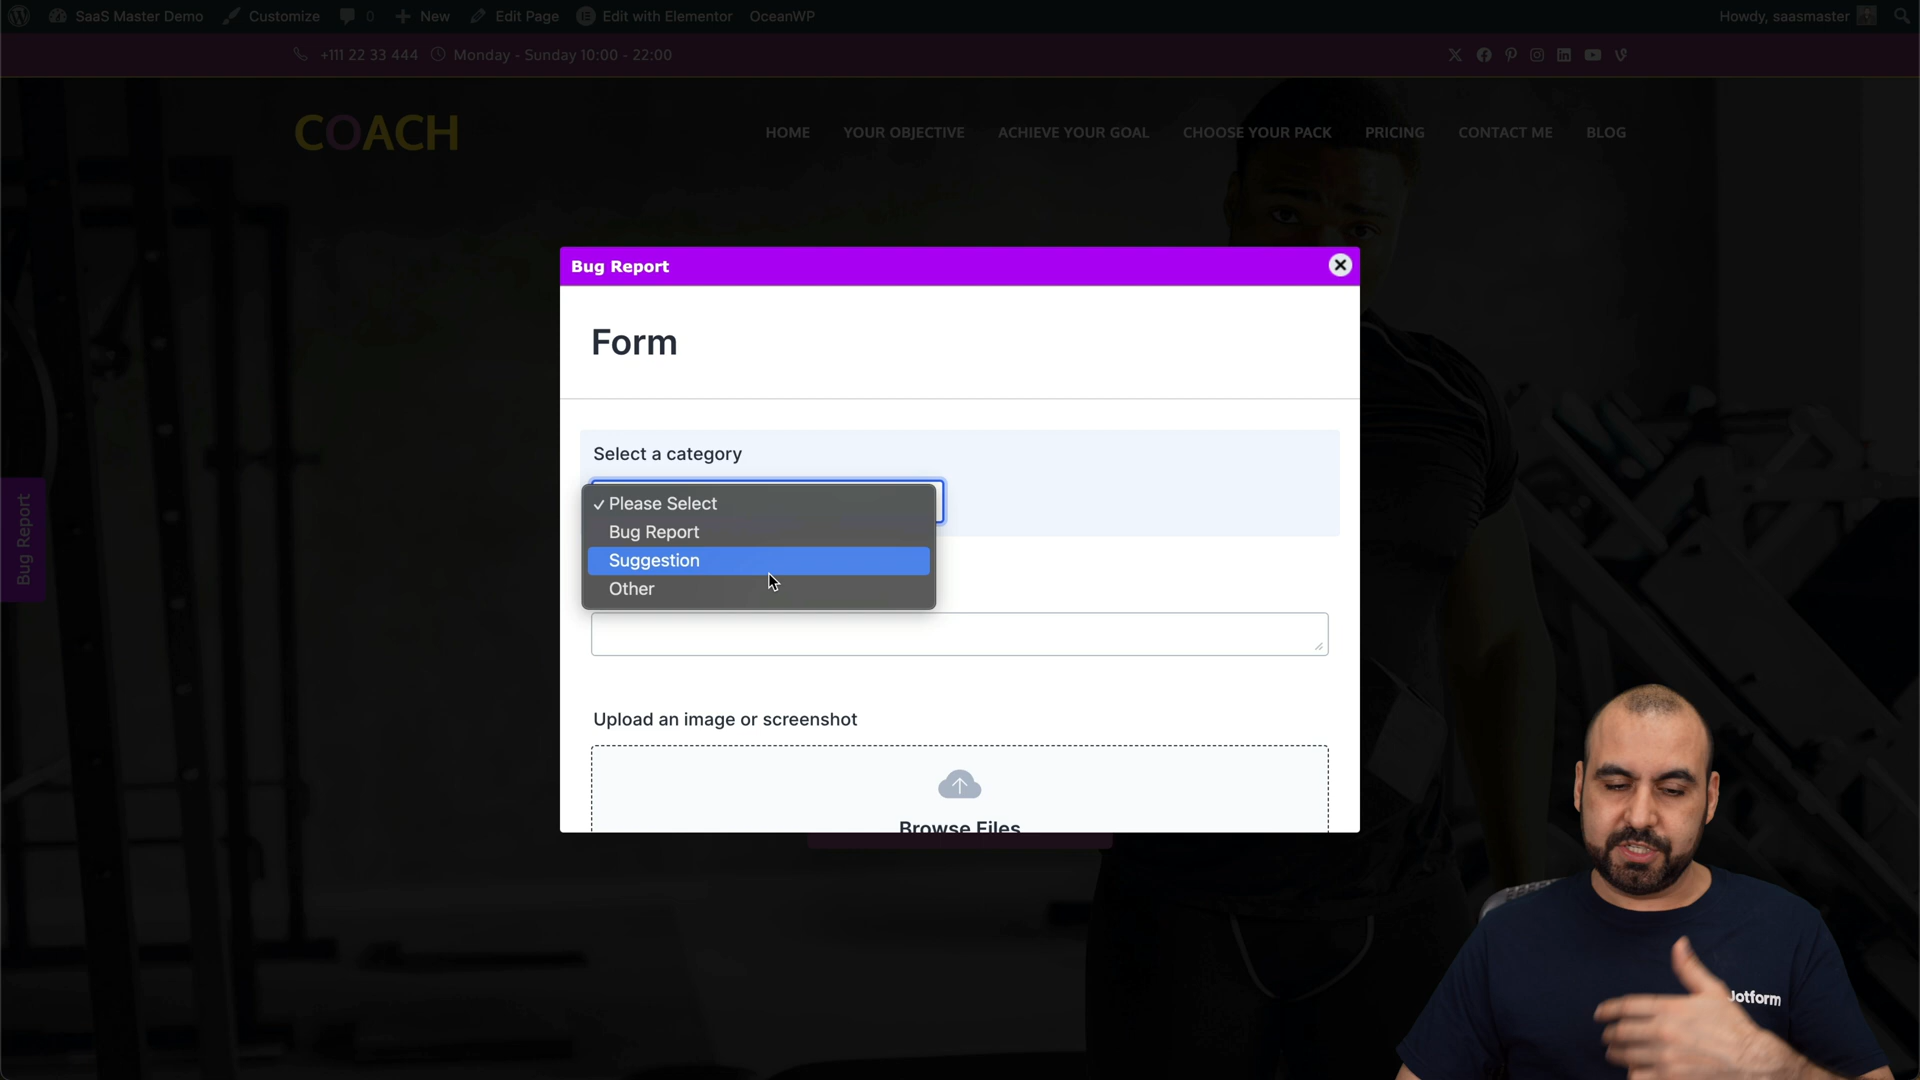 SaaS Master Demo Customize 0 New Edit Page Edit with Elementor OceanWP Howdy, saasmaster
+111 22 33 444 Monday - Sunday 10:00 - 22:00
COACH
HOME YOUR OBJECTIVE ACHIEVE YOUR GOAL CHOOSE YOUR PACK PRICING CONTACT ME BLOG
Bug Report
Form
Select a category
✓ Please Select
Bug Report
Suggestion
Other
Bug Report
Upload an image or screenshot
Browse Files
Jotform